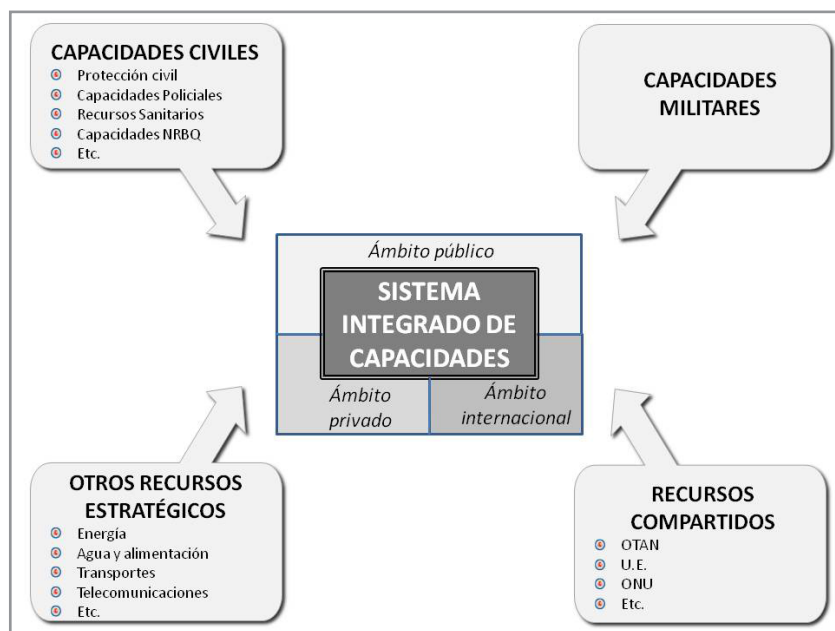 CAPACIDADES CIVILES
Protección civil
Capacidades Policiales
Recursos Sanitarios
Capacidades NRBQ
Etc.
CAPACIDADES
MILITARES
Ámbito público
SISTEMA
INTEGRADO DE
CAPACIDADES
Ámbito
privado
Ámbito
internacional
OTROS RECURSOS
ESTRATÉGICOS
Energía
Agua y alimentación
Transportes
Telecomunicaciones
Etc.
RECURSOS
COMPARTIDOS
OTAN
U.E.
ONU
Etc.